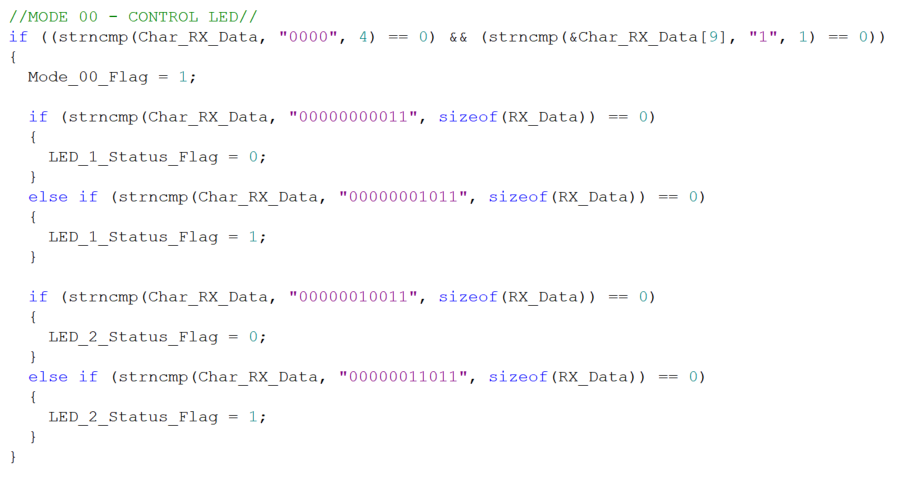 //MODE 00 - CONTROL LED//
if ((strncmp(Char_RX_Data, "0000", 4) == 0) && (strncmp(&Char_RX_Data[9], "1", 1) == 0))
{
  Mode_00_Flag = 1;

  if (strncmp(Char_RX_Data, "00000000011", sizeof(RX_Data)) == 0)
  {
    LED_1_Status_Flag = 0;
  }
  else if (strncmp(Char_RX_Data, "00000001011", sizeof(RX_Data)) == 0)
  {
    LED_1_Status_Flag = 1;
  }

  if (strncmp(Char_RX_Data, "00000010011", sizeof(RX_Data)) == 0)
  {
    LED_2_Status_Flag = 0;
  }
  else if (strncmp(Char_RX_Data, "00000011011", sizeof(RX_Data)) == 0)
  {
    LED_2_Status_Flag = 1;
  }
}